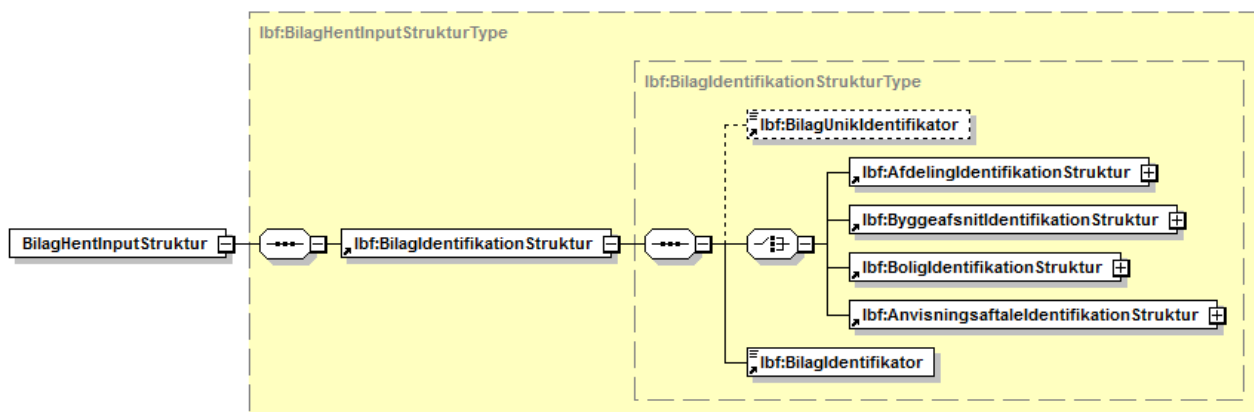 lbf:BilagHentInputStrukturType
lbf:BilagIdentifikationStrukturType
lbf:BilagUnikIdentifikator
lbf:AfdelingIdentifikationStruktur
lbf:ByggeafsnitIdentifikationStruktur
BilagHentInputStruktur
lbf:BilagIdentifikationStruktur
lbf:BoligIdentifikationStruktur
lbf:AnvisningsaftaleIdentifikationStruktur
lbf:BilagIdentifikator